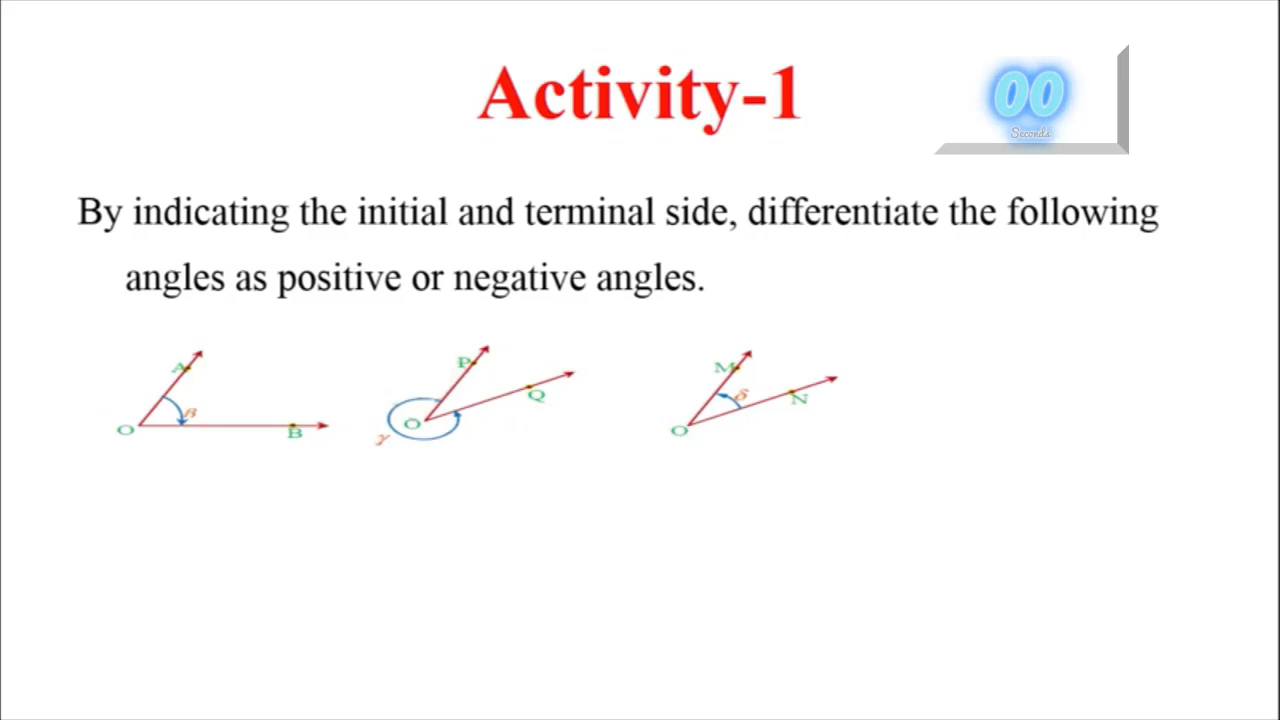 Activity-1
00
Seconds
By indicating the initial and terminal side, differentiate the following
angles as positive or negative angles.
A
β
O
B
P
Q
O
γ
M
δ
N
O